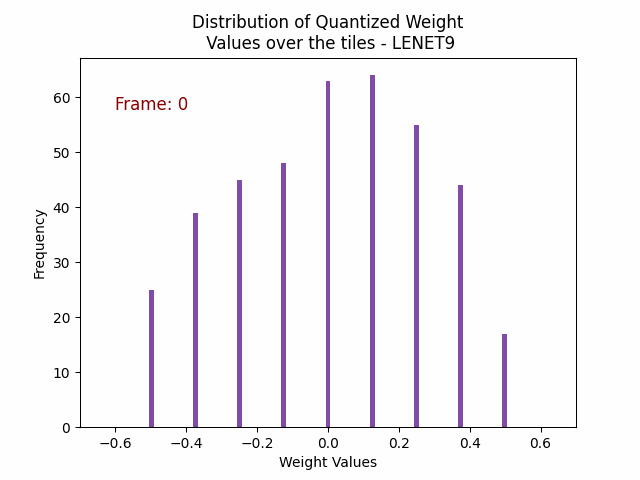 Distribution of Quantized Weight
Values over the tiles - LENET9
Frame: 0
Frequency
60
50
40
30
20
10
0
−0.6 −0.4 −0.2 0.0 0.2 0.4 0.6
Weight Values